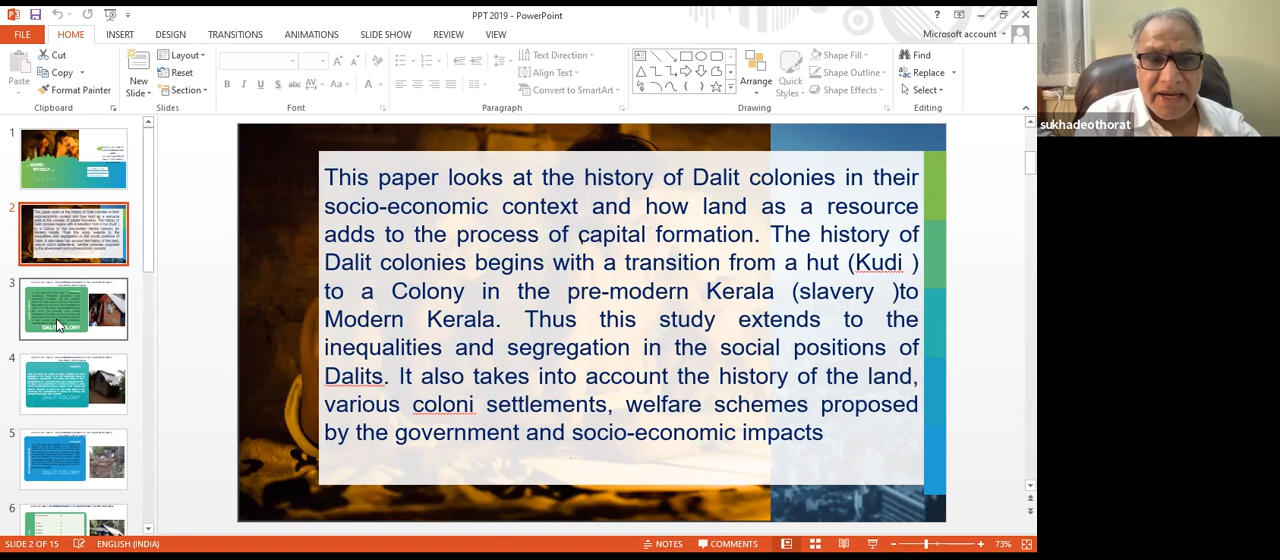 PPT 2019 - PowerPoint
FILE HOME INSERT DESIGN TRANSITIONS ANIMATIONS SLIDE SHOW REVIEW VIEW Microsoft account
Cut
Copy
Format Painter
Paste
Clipboard
New Slide
Layout
Reset
Section
Slides
Font
Text Direction
Align Text
Convert to SmartArt
Paragraph
Arrange
Quick Styles
Shape Fill
Shape Outline
Shape Effects
Drawing
Find
Replace
Select
Editing
sukhadeothorat
1
2
3
DALIT COLONY
4
DALIT COLONY
5
DALIT COLONY
6
This paper looks at the history of Dalit colonies in their
socio-economic context and how land as a resource
adds to the process of capital formation. The history of
Dalit colonies begins with a transition from a hut (Kudi )
to a Colony in the pre-modern Kerala (slavery )to
Modern Kerala. Thus this study extends to the
inequalities and segregation in the social positions of
Dalits. It also takes into account the history of the land,
various coloni settlements, welfare schemes proposed
by the government and socio-economic impacts
SLIDE 2 OF 15 ENGLISH (INDIA) NOTES COMMENTS 73%